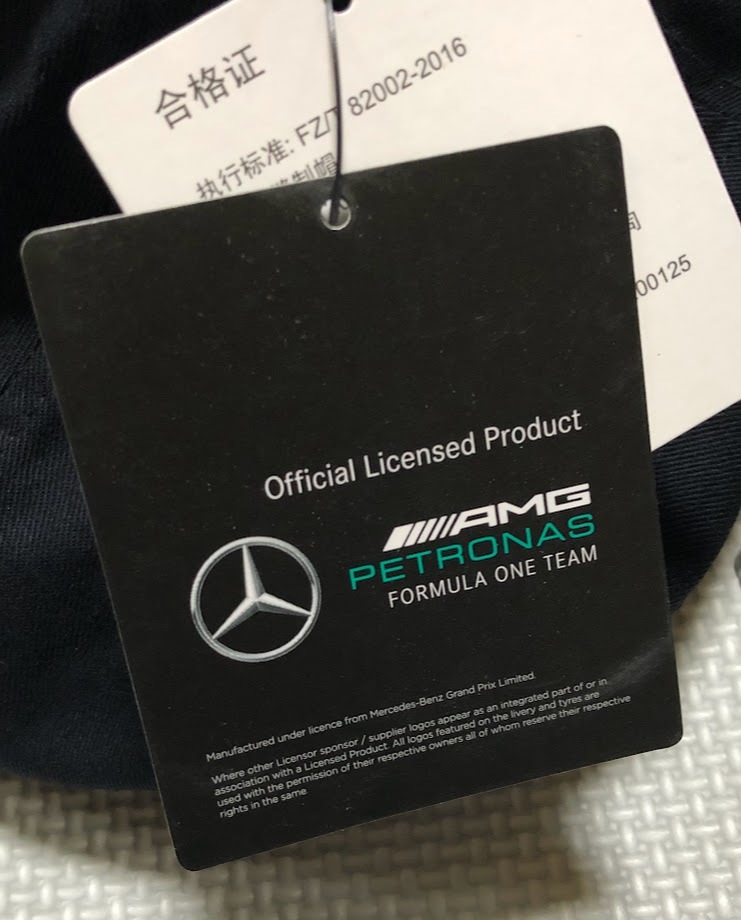 合格证
执行标准: FZ/T 82002-2016
制帽
司
00125
Official Licensed Product
AMG
PETRONAS
FORMULA ONE TEAM
Manufactured under licence from Mercedes-Benz Grand Prix Limited.
Where other Licensor sponsor / supplier logos appear as an integrated part of or in
association with a Licensed Product. All logos featured on the livery and tyres are
used with the permission of their respective owners all of whom reserve their respective
rights in the same